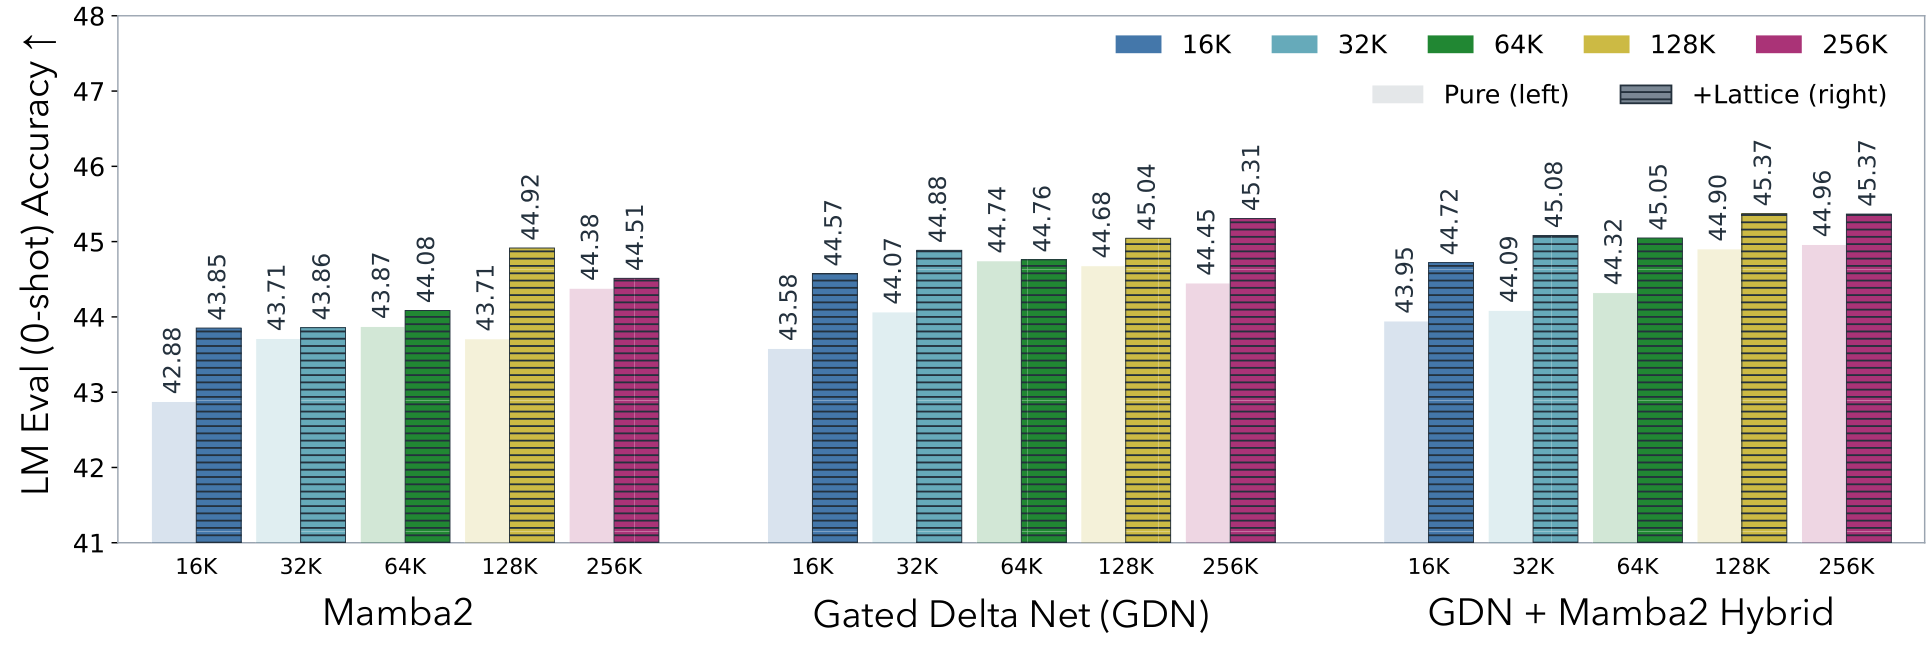 LM Eval (0-shot) Accuracy ↑
48
47
46
45
44
43
42
41
16K 32K 64K 128K 256K
Pure (left) +Lattice (right)
42.88 43.85 43.71 43.86 43.87 44.08 43.71 44.92 44.38 44.51
43.58 44.57 44.07 44.88 44.74 44.76 44.68 45.04 44.45 45.31
43.95 44.72 44.09 45.08 44.32 45.05 44.90 45.37 44.96 45.37
16K 32K 64K 128K 256K
16K 32K 64K 128K 256K
16K 32K 64K 128K 256K
Mamba2
Gated Delta Net (GDN)
GDN + Mamba2 Hybrid